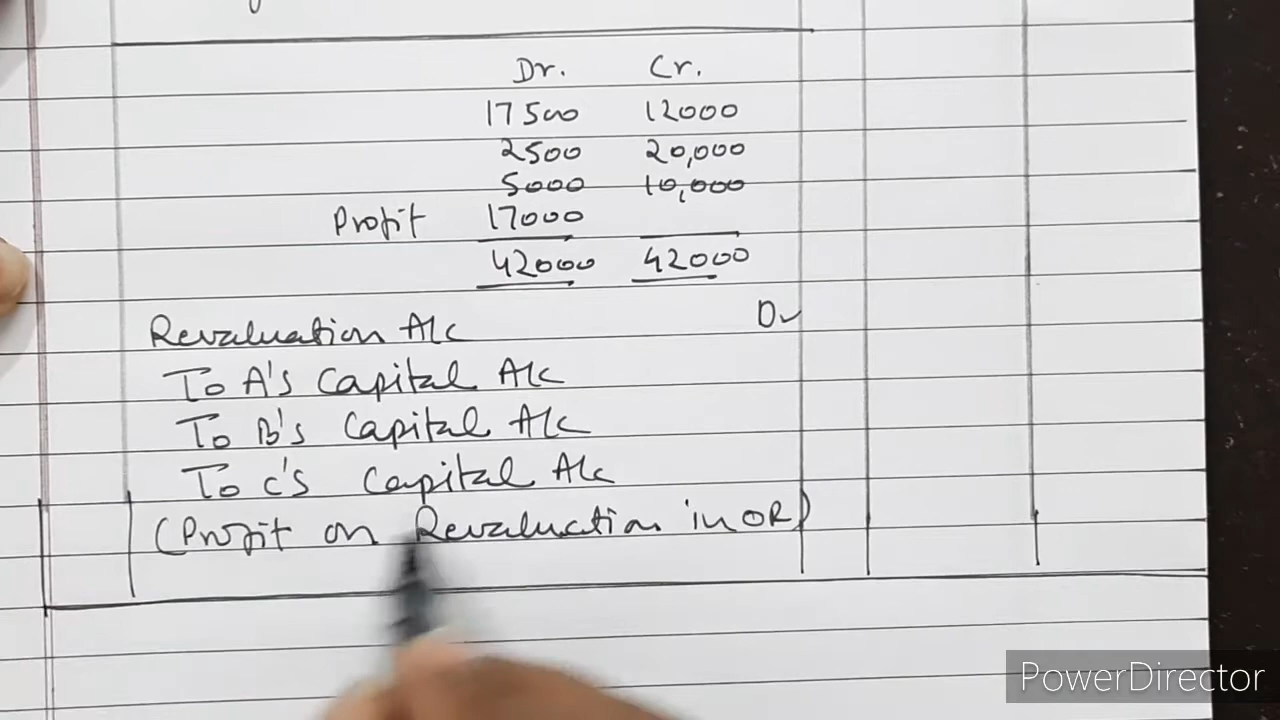 Dr. Cr.
17500 12000
2500 20,000
5000 10,000
Profit 17000
42000 42000
Revaluation A/c Dr
To A's Capital A/c
To B's Capital A/c
To C's Capital A/c
(Profit on Revaluation in OR)
PowerDirector